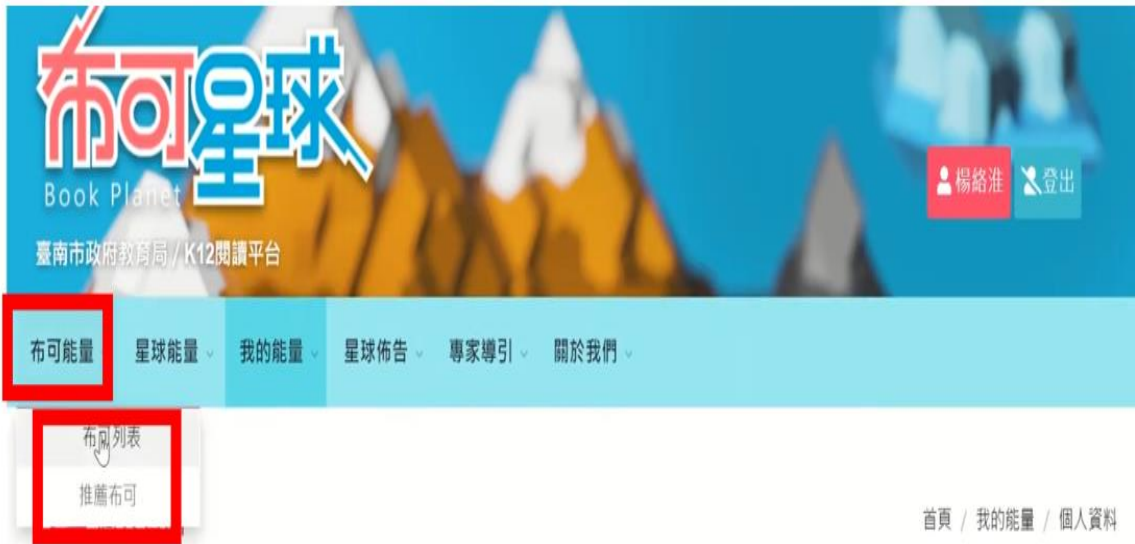 布可星球
Book Planet
臺南市政府教育局 / K12閱讀平台
楊絡淮 登出
布可能量 星球能量 我的能量 星球佈告 專家導引 關於我們
布可列表
推薦布可
首頁 / 我的能量 / 個人資料